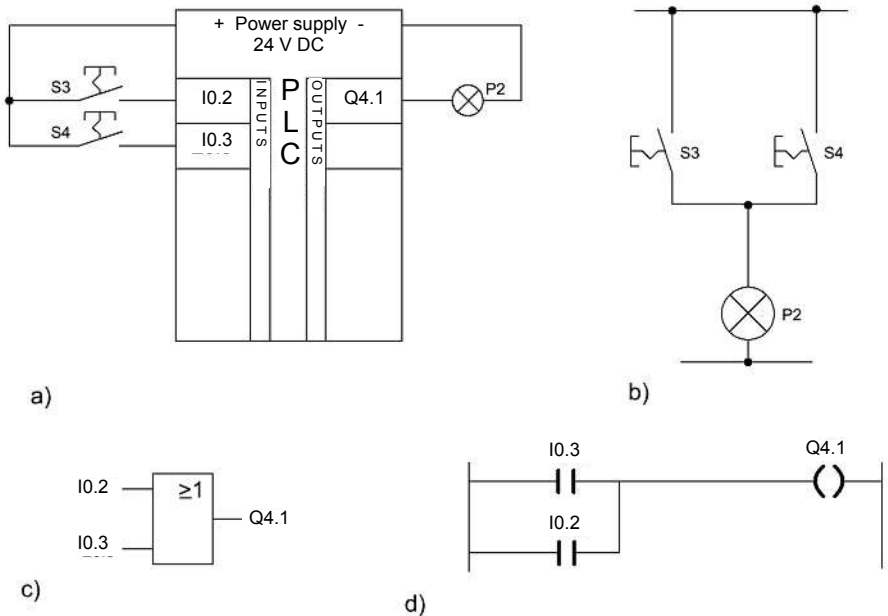 + Power supply -
24 V DC
S3
I0.2
INPUTS
PLC
OUTPUTS
Q4.1
P2
S4
I0.3
a)
S3
S4
P2
b)
I0.2
≥1
Q4.1
I0.3
c)
I0.3
Q4.1
I0.2
d)